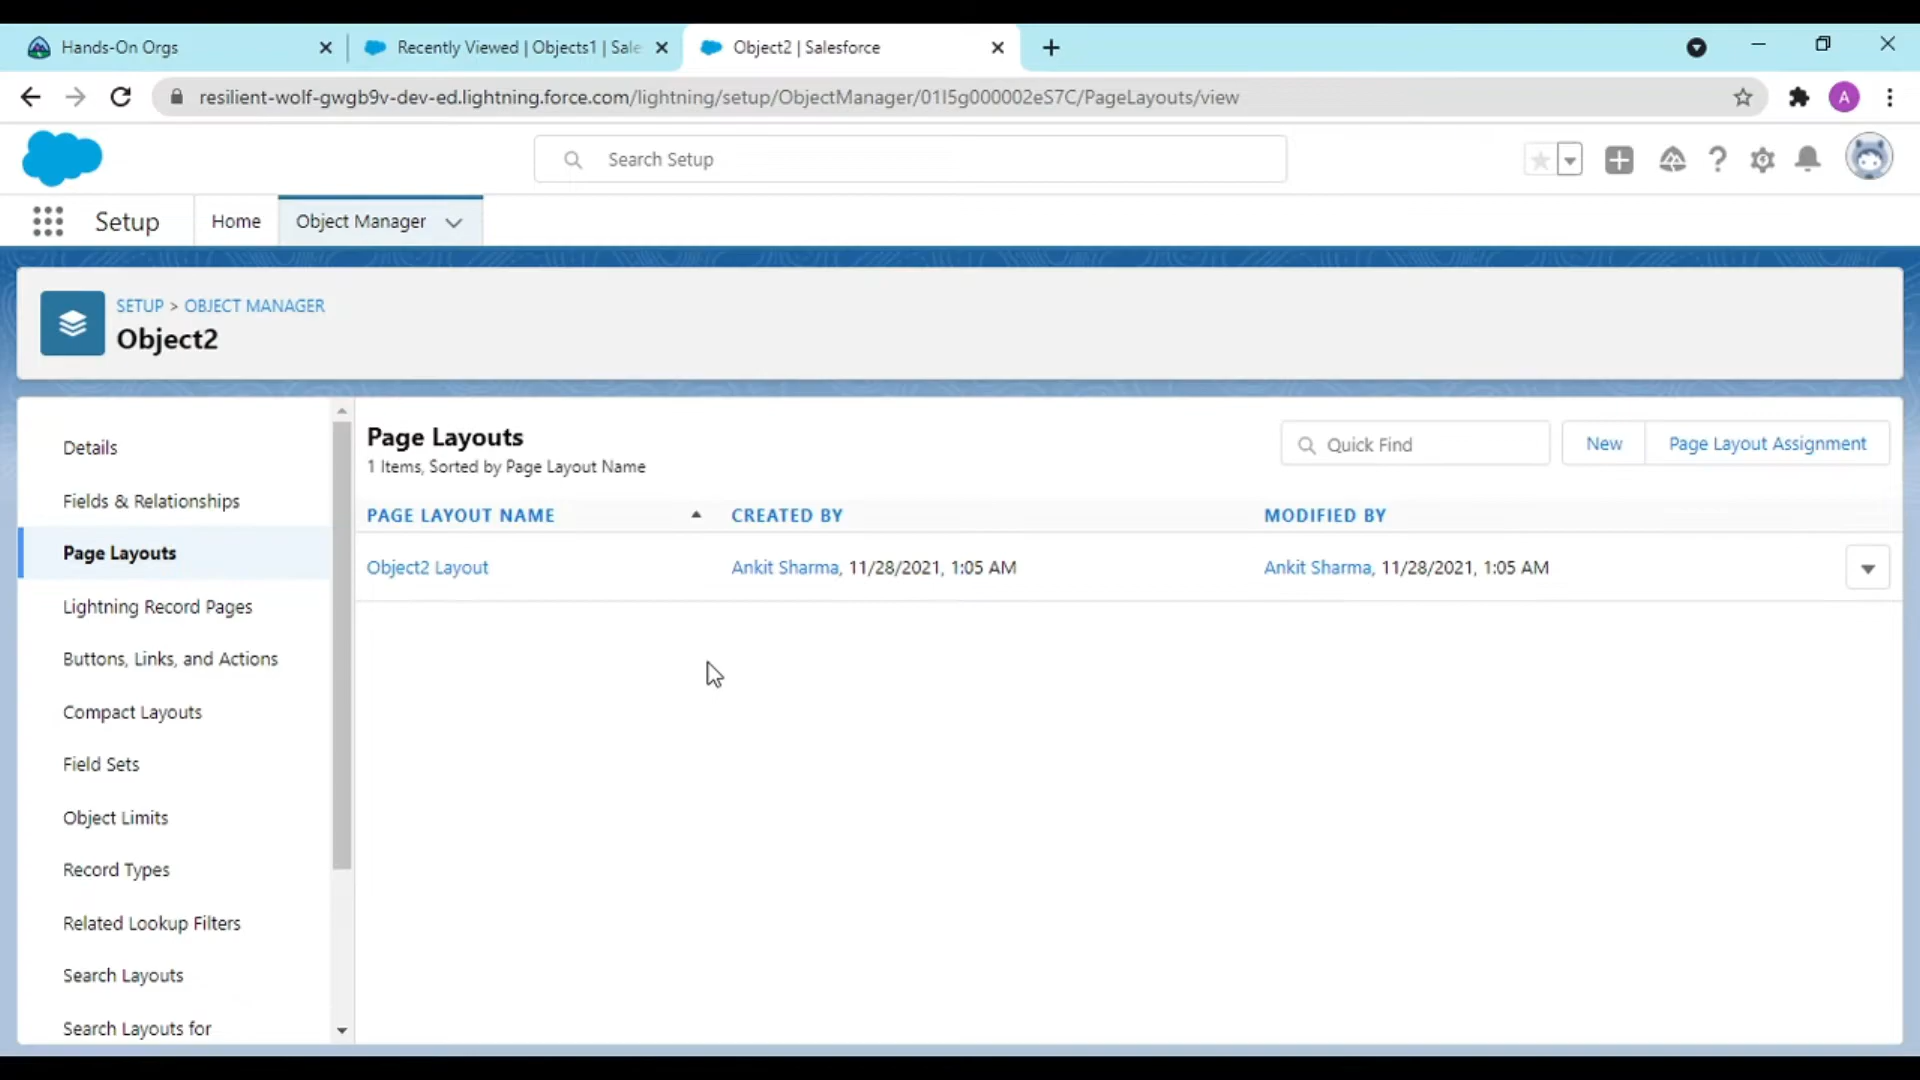 Hands-On Orgs
Recently Viewed | Objects1 | Sale
Object2 | Salesforce
resilient-wolf-gwgb9v-dev-ed.lightning.force.com/lightning/setup/ObjectManager/01I5g000002eS7C/PageLayouts/view
A
Search Setup
Setup
Home
Object Manager
SETUP > OBJECT MANAGER
Object2
Details
Fields & Relationships
Page Layouts
Lightning Record Pages
Buttons, Links, and Actions
Compact Layouts
Field Sets
Object Limits
Record Types
Related Lookup Filters
Search Layouts
Search Layouts for
Page Layouts
1 Items, Sorted by Page Layout Name
Quick Find
New
Page Layout Assignment
PAGE LAYOUT NAME
CREATED BY
MODIFIED BY
Object2 Layout
Ankit Sharma, 11/28/2021, 1:05 AM
Ankit Sharma, 11/28/2021, 1:05 AM